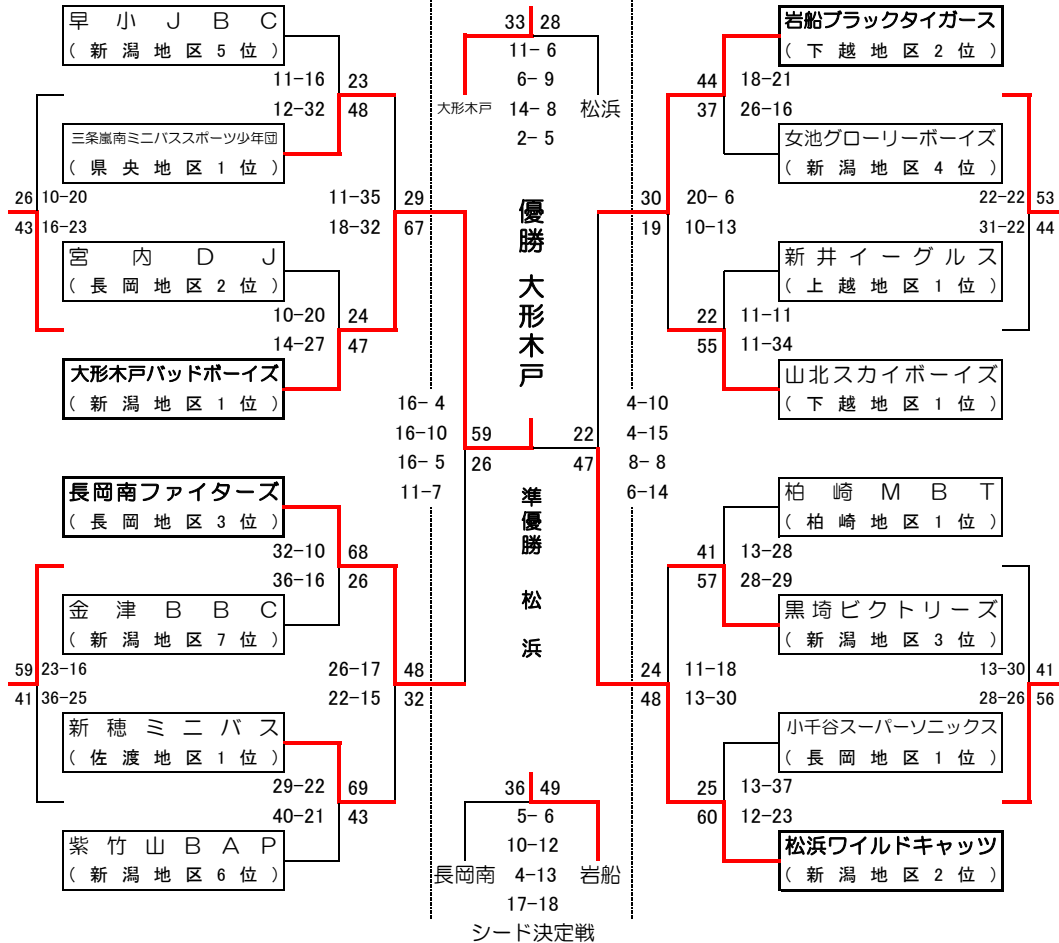 早小JBC
(新潟地区5位)
11-16 23
12-32 48
三条嵐南ミニバススポーツ少年団
(県央地区1位)
26 10-20
43 16-23
11-35 29
18-32 67
宮内DJ
(長岡地区2位)
10-20 24
14-27 47
大形木戸バッドボーイズ
(新潟地区1位)
長岡南ファイターズ
(長岡地区3位)
32-10 68
36-16 26
金津BBC
(新潟地区7位)
59 23-16
41 36-25
26-17 48
22-15 32
新穂ミニバス
(佐渡地区1位)
29-22 69
40-21 43
紫竹山BAP
(新潟地区6位)
33 28
11- 6
6- 9
大形木戸 14- 8 松浜
2- 5
優勝 大形木戸
16- 4
16-10
16- 5
11-7
59
26
22
47
4-10
4-15
8- 8
6-14
準優勝 松浜
36 49
5- 6
10-12
長岡南 4-13 岩船
17-18
シード決定戦
岩船ブラックタイガース
(下越地区2位)
44 18-21
37 26-16
女池グローリーボーイズ
(新潟地区4位)
22-22 53
31-22 44
30 20- 6
19 10-13
新井イーグルス
(上越地区1位)
22 11-11
55 11-34
山北スカイボーイズ
(下越地区1位)
柏崎MBT
(柏崎地区1位)
41 13-28
57 28-29
黒埼ビクトリーズ
(新潟地区3位)
13-30 41
28-26 56
24 11-18
48 13-30
小千谷スーパーソニックス
(長岡地区1位)
25 13-37
60 12-23
松浜ワイルドキャッツ
(新潟地区2位)